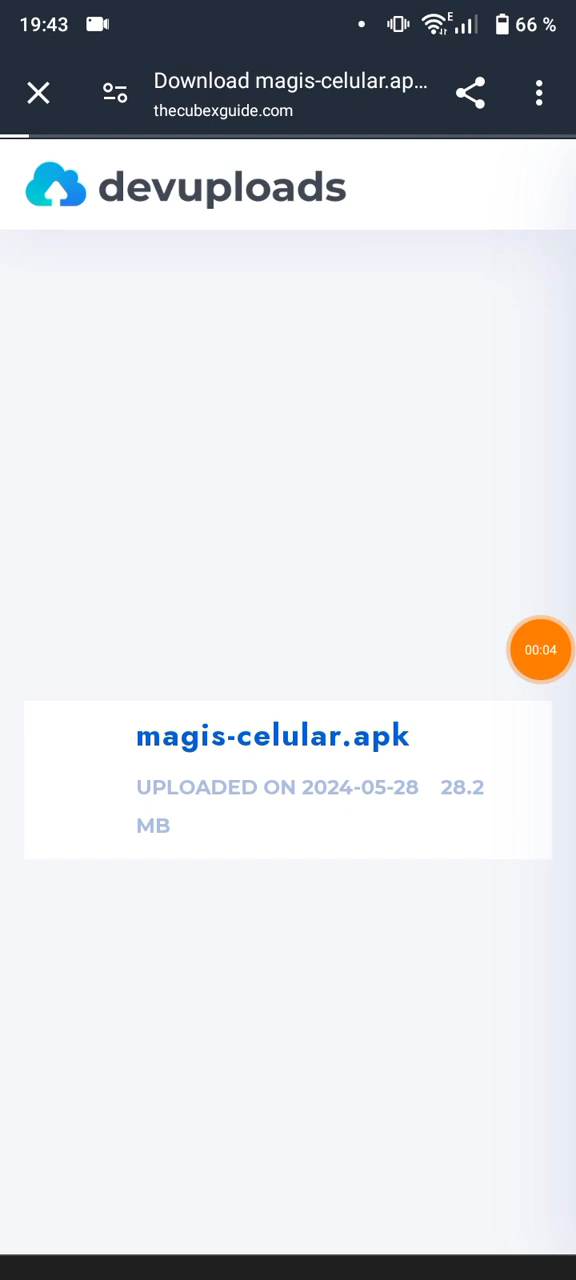 19:43 E 66 %
Download magis-celular.ap...
thecubexguide.com
devuploads
00:04
magis-celular.apk
UPLOADED ON 2024-05-28 28.2
MB